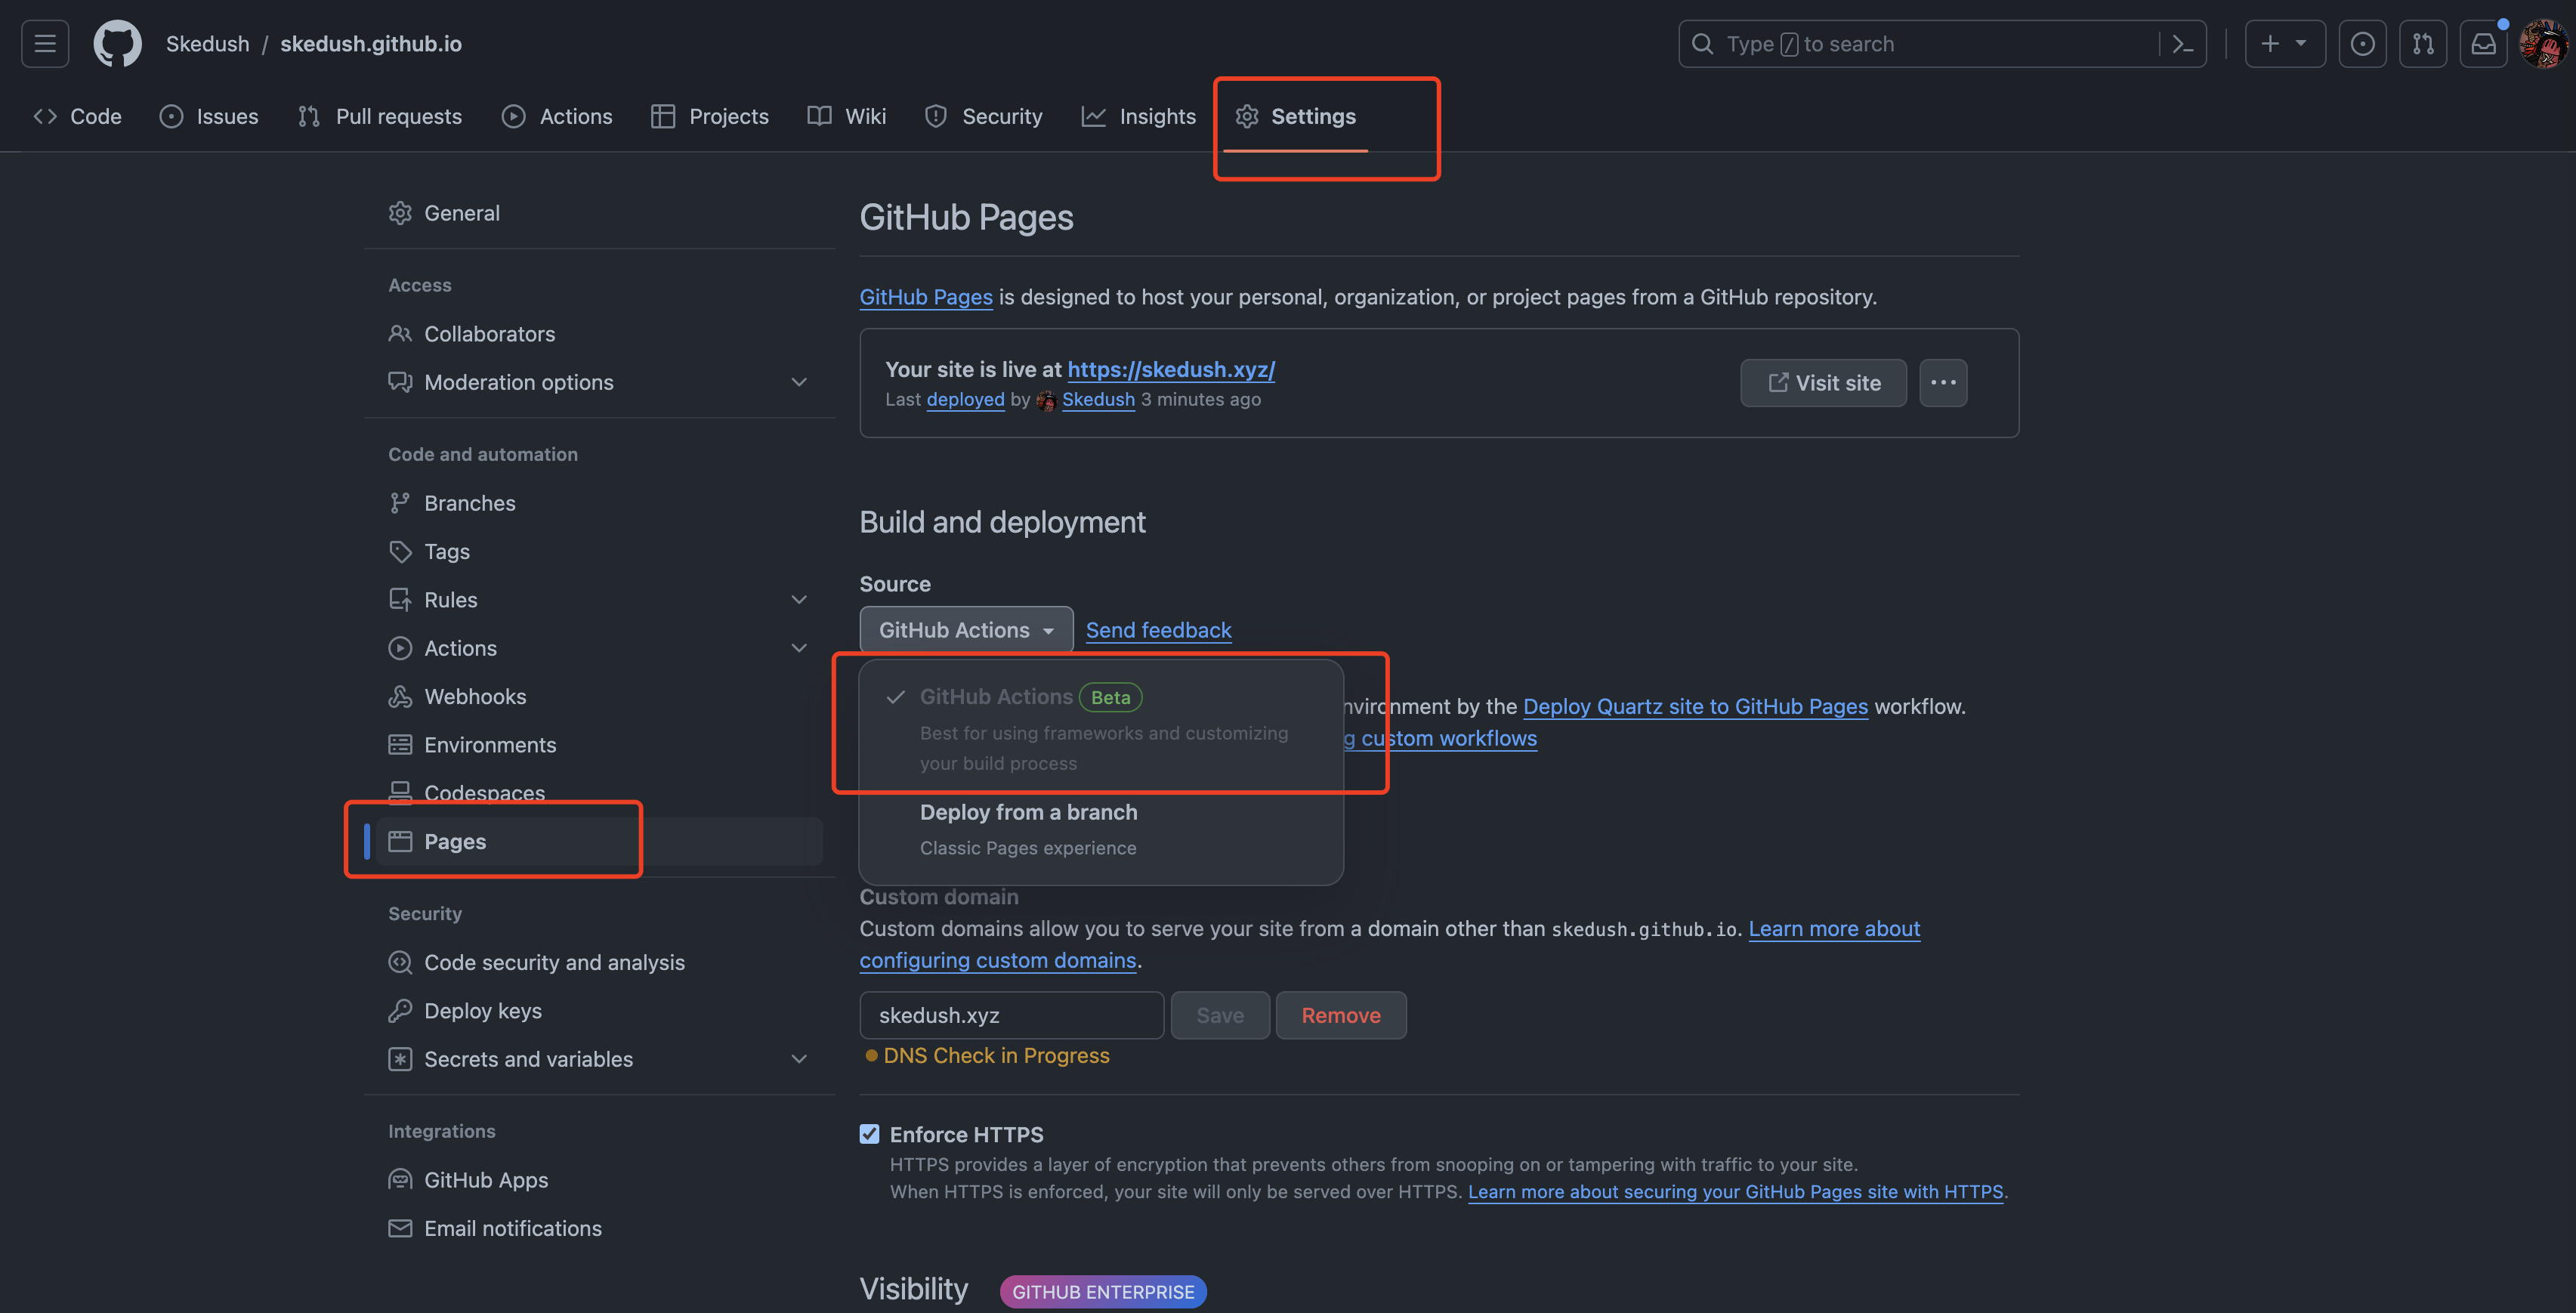 Skedush / skedush.github.io
Type / to search
Code
Issues
Pull requests
Actions
Projects
Wiki
Security
Insights
Settings
General
Access
Collaborators
Moderation options
Code and automation
Branches
Tags
Rules
Actions
Webhooks
Environments
Codespaces
Pages
Security
Code security and analysis
Deploy keys
Secrets and variables
Integrations
GitHub Apps
Email notifications
GitHub Pages
GitHub Pages is designed to host your personal, organization, or project pages from a GitHub repository.
Your site is live at https://skedush.xyz/
Last deployed by Skedush 3 minutes ago
Visit site
Build and deployment
Source
GitHub Actions
Send feedback
GitHub Actions Beta
Best for using frameworks and customizing
your build process
Deploy from a branch
Classic Pages experience
nvironment by the Deploy Quartz site to GitHub Pages workflow.
g custom workflows
Custom domain
Custom domains allow you to serve your site from a domain other than skedush.github.io. Learn more about
configuring custom domains.
skedush.xyz
Save
Remove
DNS Check in Progress
Enforce HTTPS
HTTPS provides a layer of encryption that prevents others from snooping on or tampering with traffic to your site.
When HTTPS is enforced, your site will only be served over HTTPS. Learn more about securing your GitHub Pages site with HTTPS.
Visibility
GITHUB ENTERPRISE